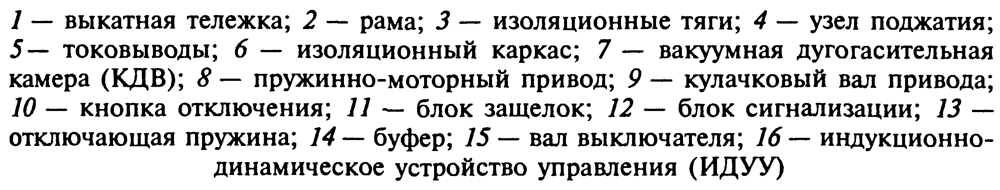 1 — выкатная тележка; 2 — рама; 3 — изоляционные тяги; 4 — узел поджатия;
5— токовыводы; 6 — изоляционный каркас; 7 — вакуумная дугогасительная
камера (КДВ); 8 — пружинно-моторный привод; 9 — кулачковый вал привода;
10 — кнопка отключения; 11 — блок защелок; 12 — блок сигнализации; 13 —
отключающая пружина; 14 — буфер; 15 — вал выключателя; 16 — индукционно-
динамическое устройство управления (ИДУУ)